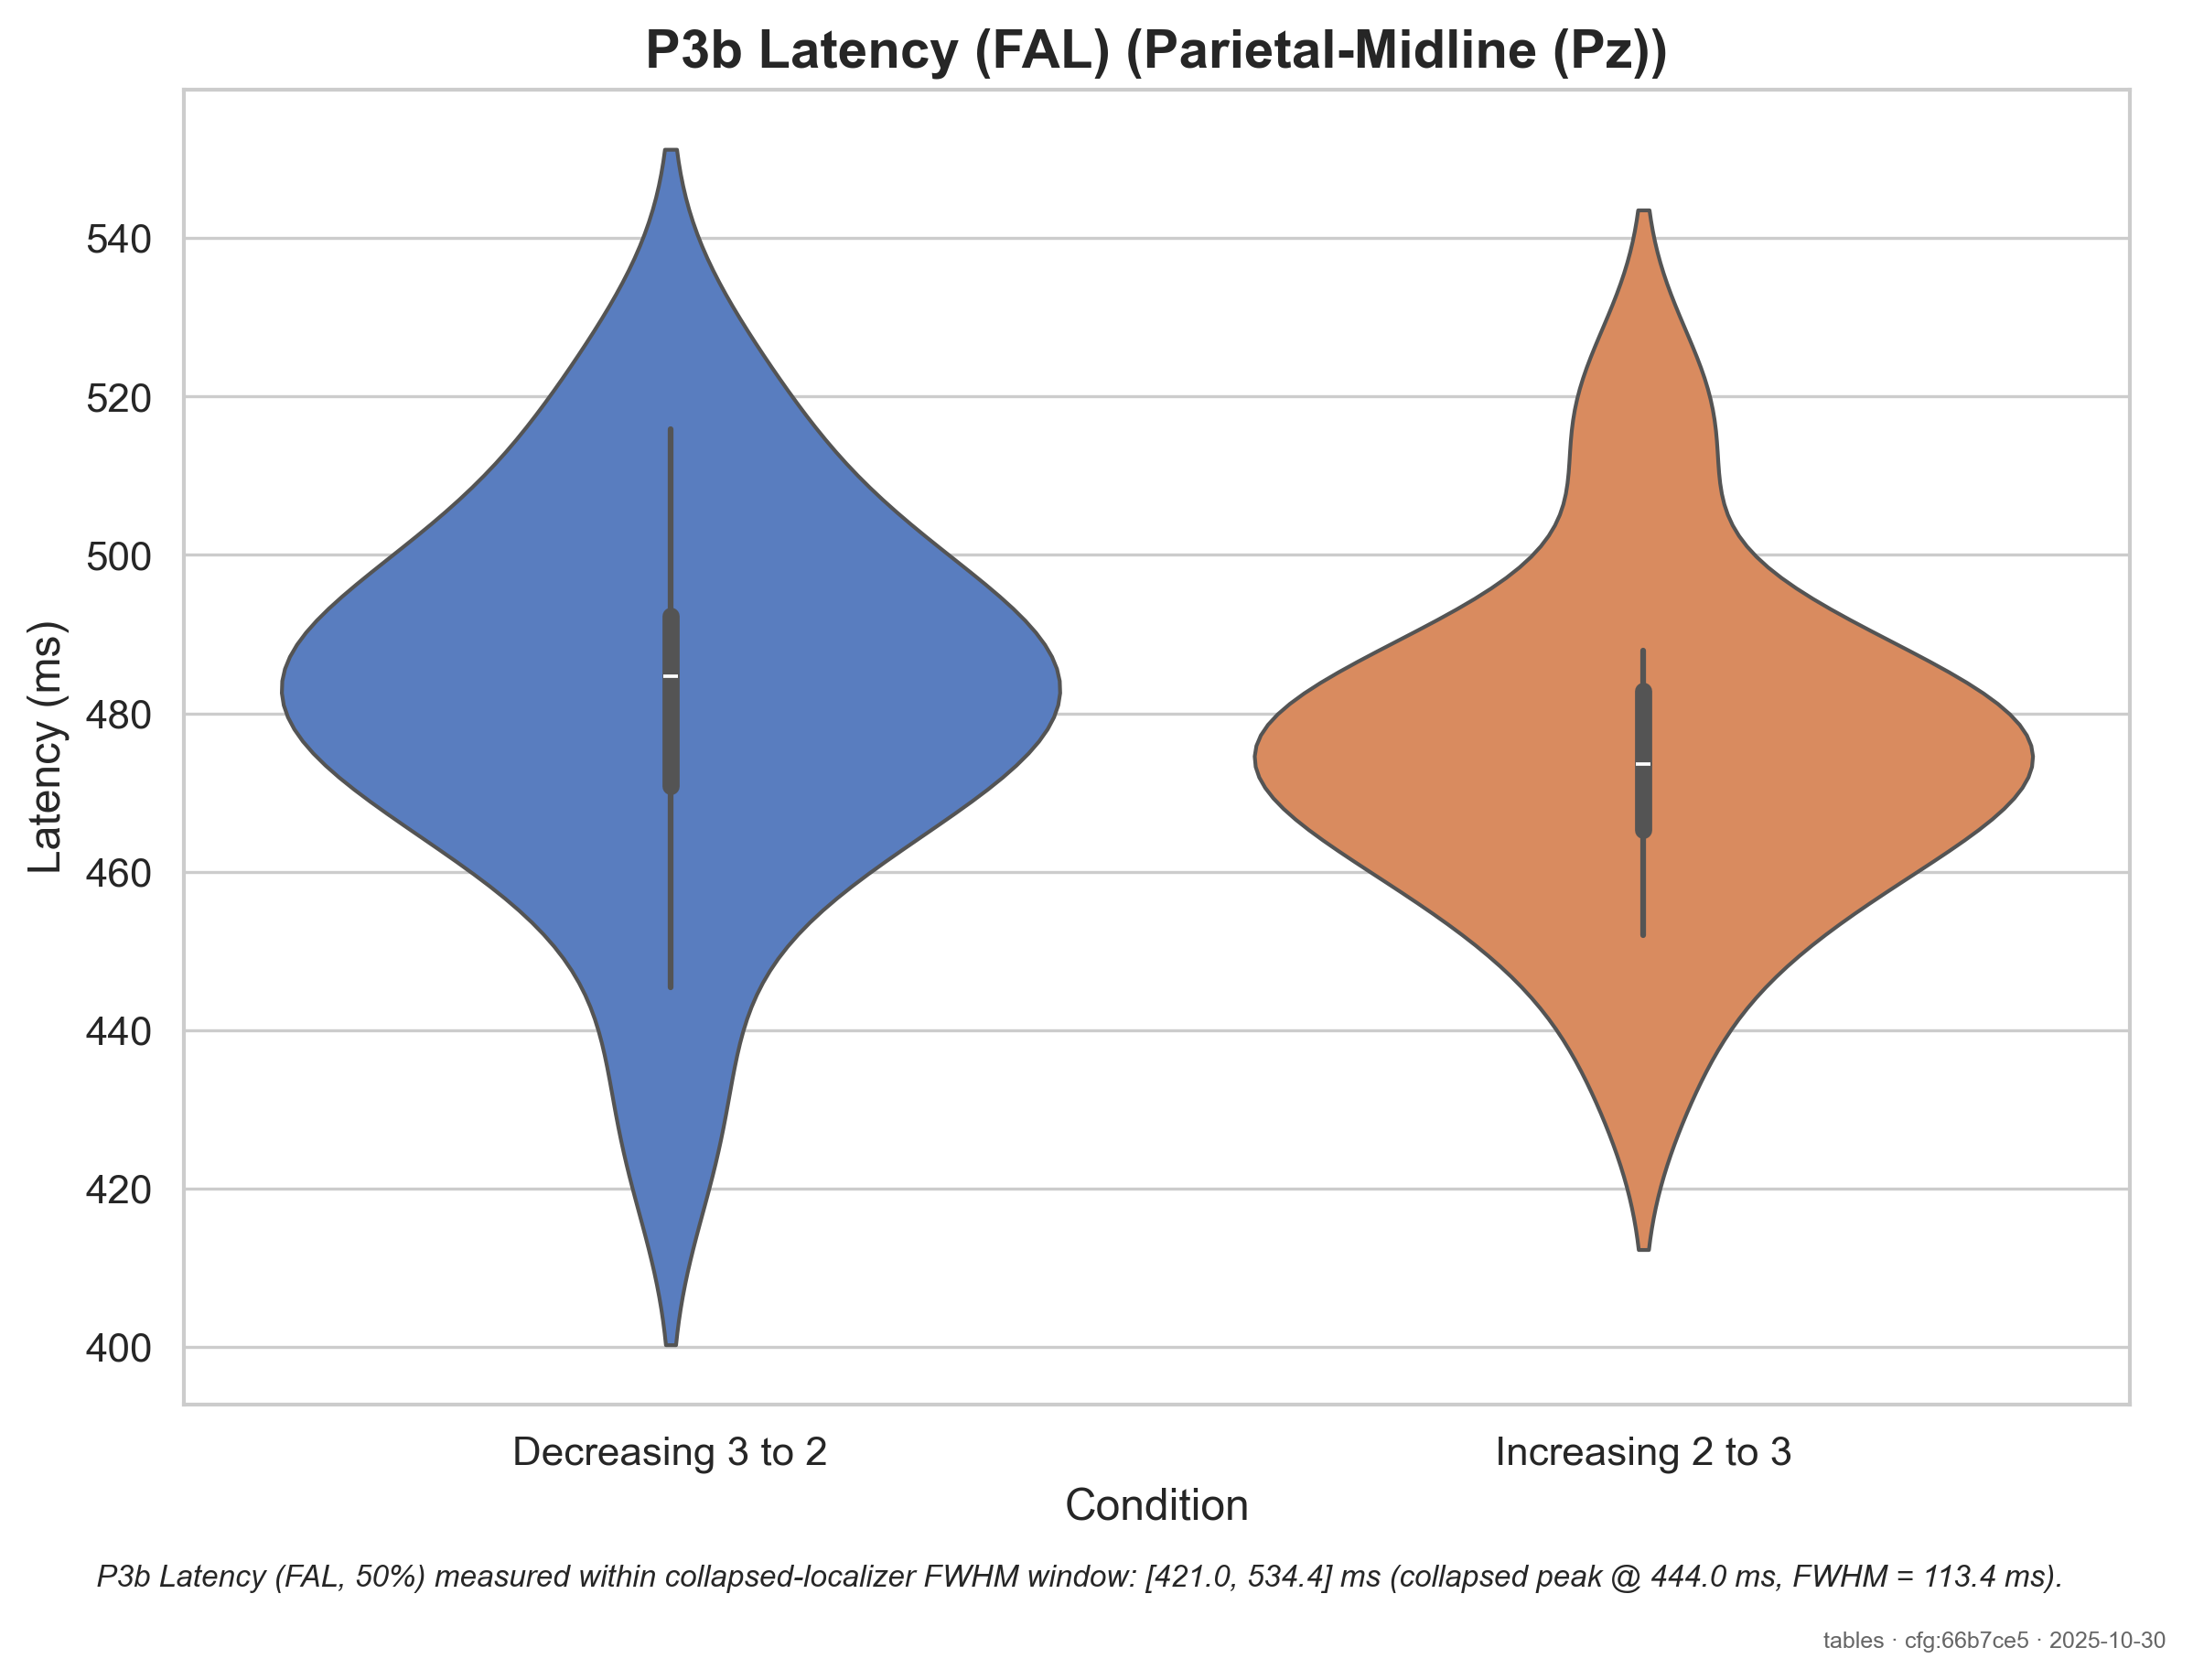 P3b Latency (FAL) (Parietal-Midline (Pz))
Latency (ms)
540
520
500
480
460
440
420
400
Decreasing 3 to 2
Increasing 2 to 3
Condition
P3b Latency (FAL, 50%) measured within collapsed-localizer FWHM window: [421.0, 534.4] ms (collapsed peak @ 444.0 ms, FWHM = 113.4 ms).
tables · cfg:66b7ce5 · 2025-10-30